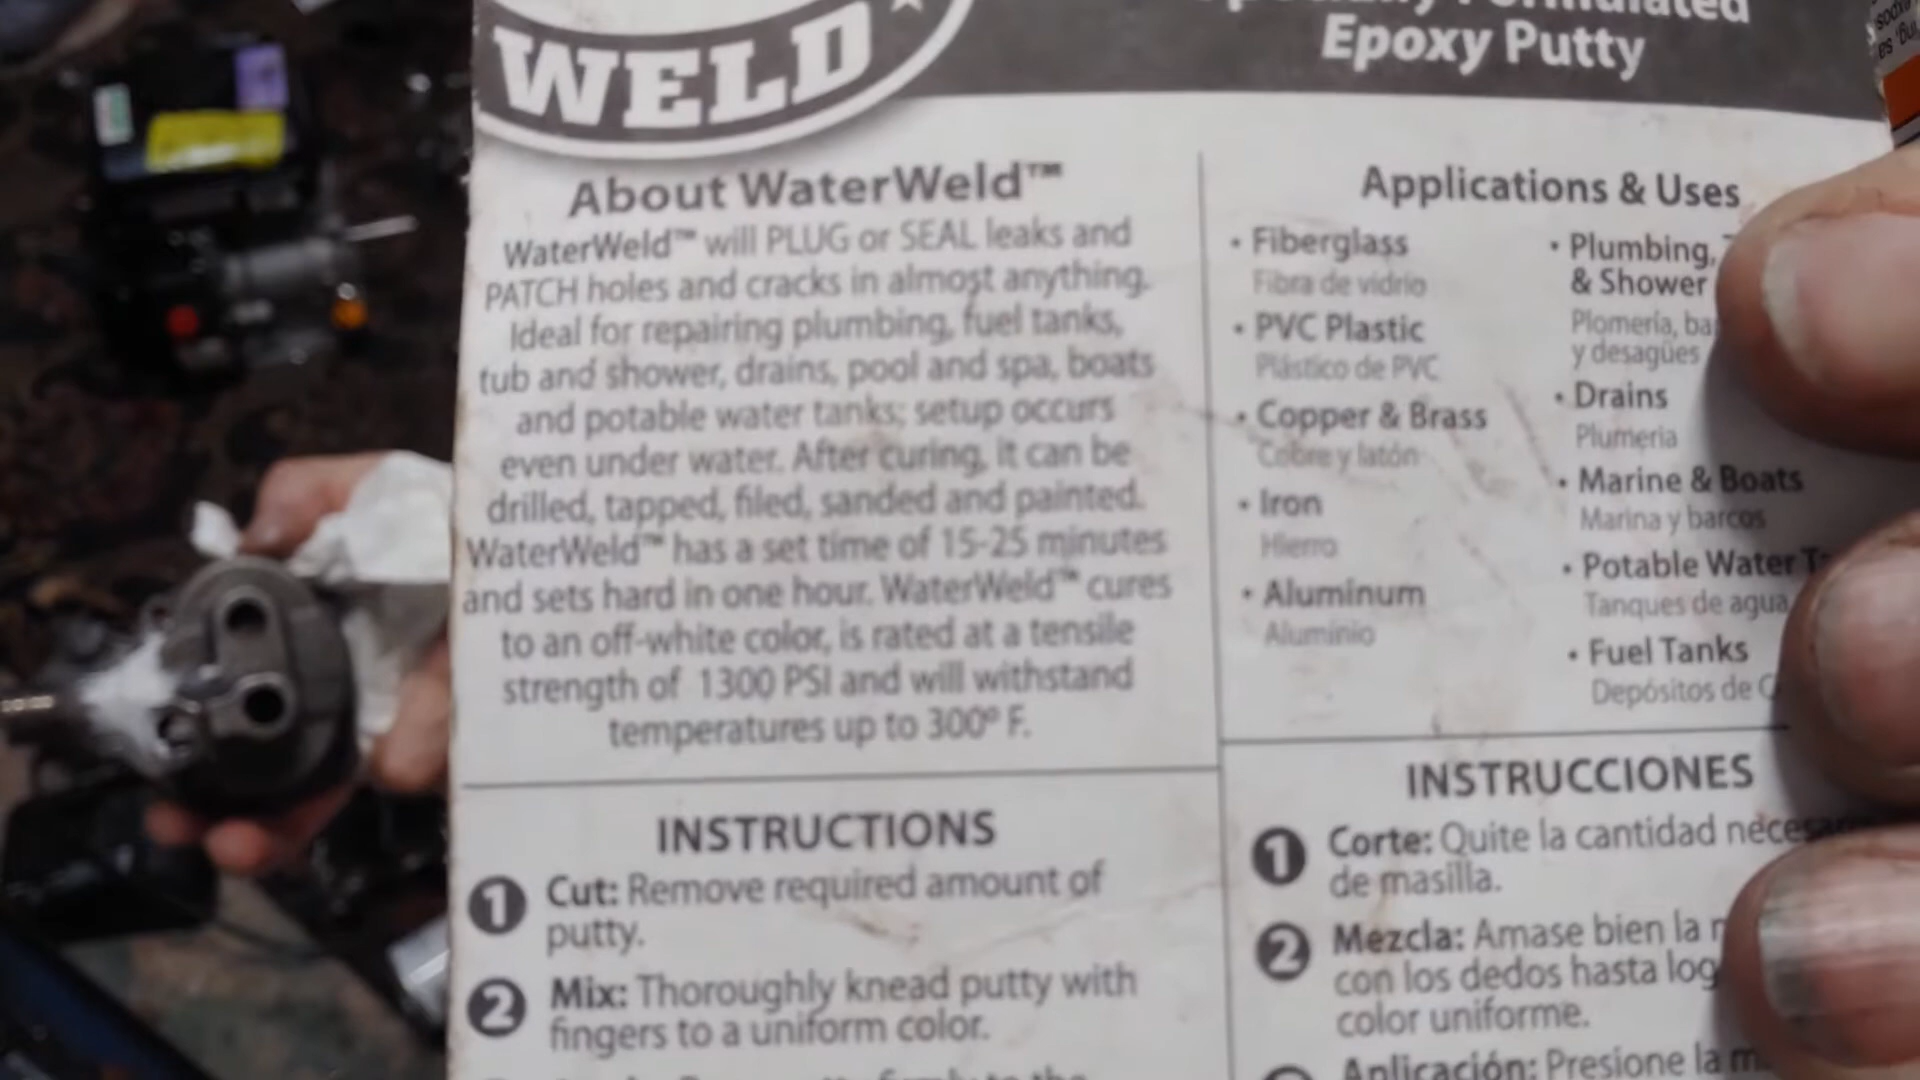 WELD
Formulated
Epoxy Putty
About WaterWeld™
WaterWeld™ will PLUG or SEAL leaks and
PATCH holes and cracks in almost anything.
Ideal for repairing plumbing, fuel tanks,
tub and shower, drains, pool and spa, boats
and potable water tanks; setup occurs
even under water. After curing, it can be
drilled, tapped, filed, sanded and painted.
WaterWeld™ has a set time of 15-25 minutes
and sets hard in one hour. WaterWeld™ cures
to an off-white color, is rated at a tensile
strength of 1300 PSI and will withstand
temperatures up to 300º F.
Applications & Uses
• Fiberglass
Fibra de vidrio
• PVC Plastic
Plástico de PVC
• Copper & Brass
Cobre y latón
• Iron
Hierro
• Aluminum
Aluminio
• Plumbing,
& Shower
Plomería,
y desagües
• Drains
Plumeria
• Marine & Boats
Marina y barcos
• Potable Water
Tanques de agua
• Fuel Tanks
Depósitos de
INSTRUCTIONS
1 Cut: Remove required amount of
putty.
2 Mix: Thoroughly knead putty with
fingers to a uniform color.
INSTRUCCIONES
1 Corte: Quite la cantidad
de masilla.
2 Mezcla: Amase bien la
con los dedos hasta
color uniforme.
Aplicación: Presione la